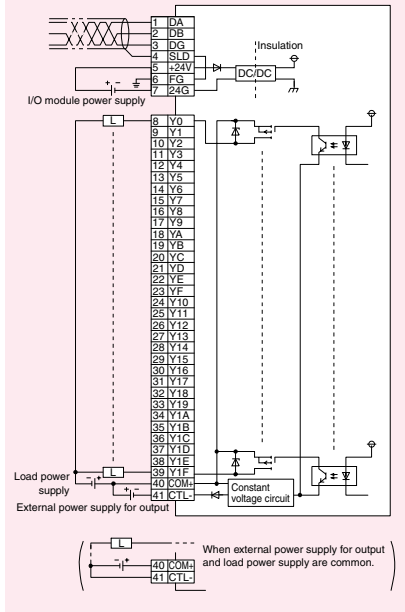 1 DA
2 DB
3 DG
4 SLD
5 +24V
6 FG
7 24G
Insulation
DC/DC
+ -
I/O module power supply
L
8 Y0
9 Y1
10 Y2
11 Y3
12 Y4
13 Y5
14 Y6
15 Y7
16 Y8
17 Y9
18 YA
19 YB
20 YC
21 YD
22 YE
23 YF
24 Y10
25 Y11
26 Y12
27 Y13
28 Y14
29 Y15
30 Y16
31 Y17
32 Y18
33 Y19
34 Y1A
35 Y1B
36 Y1C
37 Y1D
38 Y1E
39 Y1F
40 COM+
41 CTL-
L
Load power
supply
- +
- +
External power supply for output
Constant
voltage circuit
L
- +
40 COM+
41 CTL-
When external power supply for output
and load power supply are common.